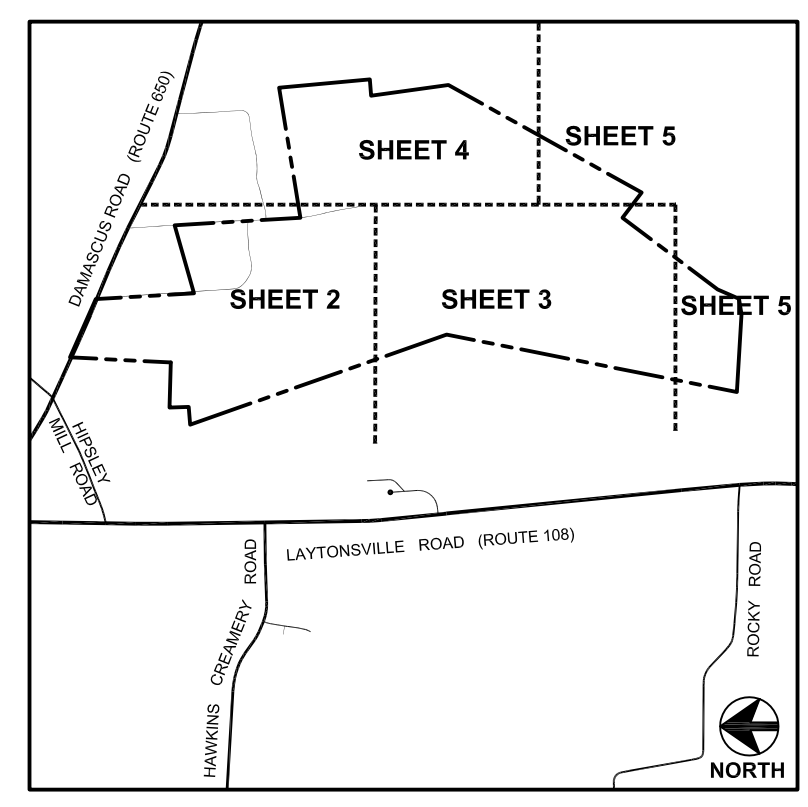 DAMASCUS ROAD (ROUTE 650)
SHEET 4
SHEET 5
SHEET 2
SHEET 3
SHEET 5
HIPSLEY
MILL ROAD
LAYTONSVILLE ROAD (ROUTE 108)
HAWKINS CREAMERY ROAD
ROCKY ROAD
NORTH